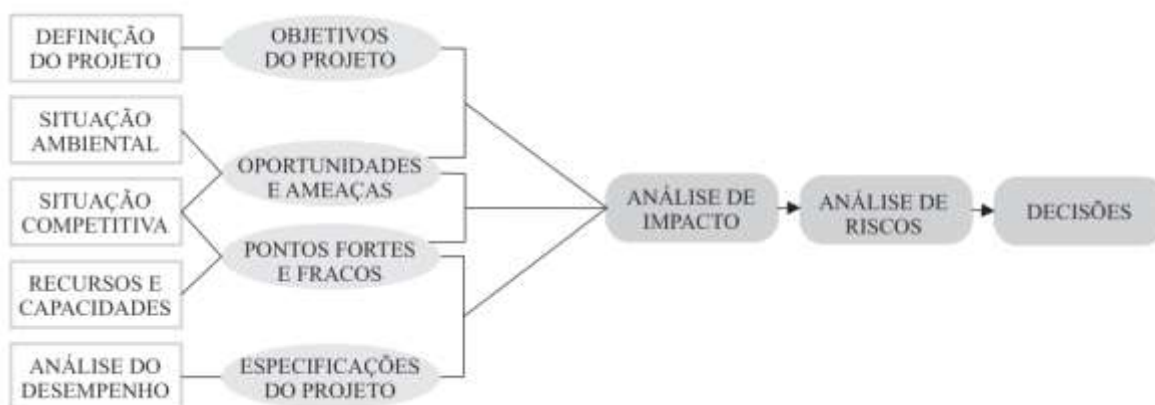 DEFINIÇÃO
DO PROJETO
OBJETIVOS
DO PROJETO
SITUAÇÃO
AMBIENTAL
OPORTUNIDADES
E AMEAÇAS
SITUAÇÃO
COMPETITIVA
PONTOS FORTES
E FRACOS
RECURSOS E
CAPACIDADES
ANÁLISE DO
DESEMPENHO
ESPECIFICAÇÕES
DO PROJETO
ANÁLISE DE
IMPACTO
ANÁLISE DE
RISCOS
DECISÕES